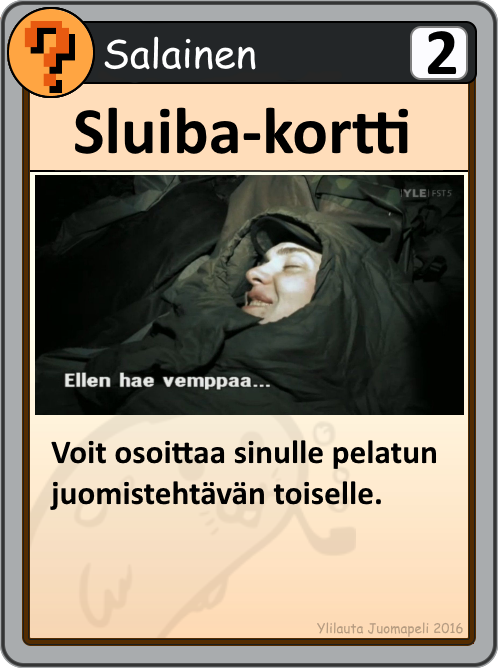 Salainen
2
Sluiba-kortti
YLE FST5
Ellen hae vemppaa...
Voit osoittaa sinulle pelatun
juomistehtävän toiselle.
Ylilauta Juomapeli 2016